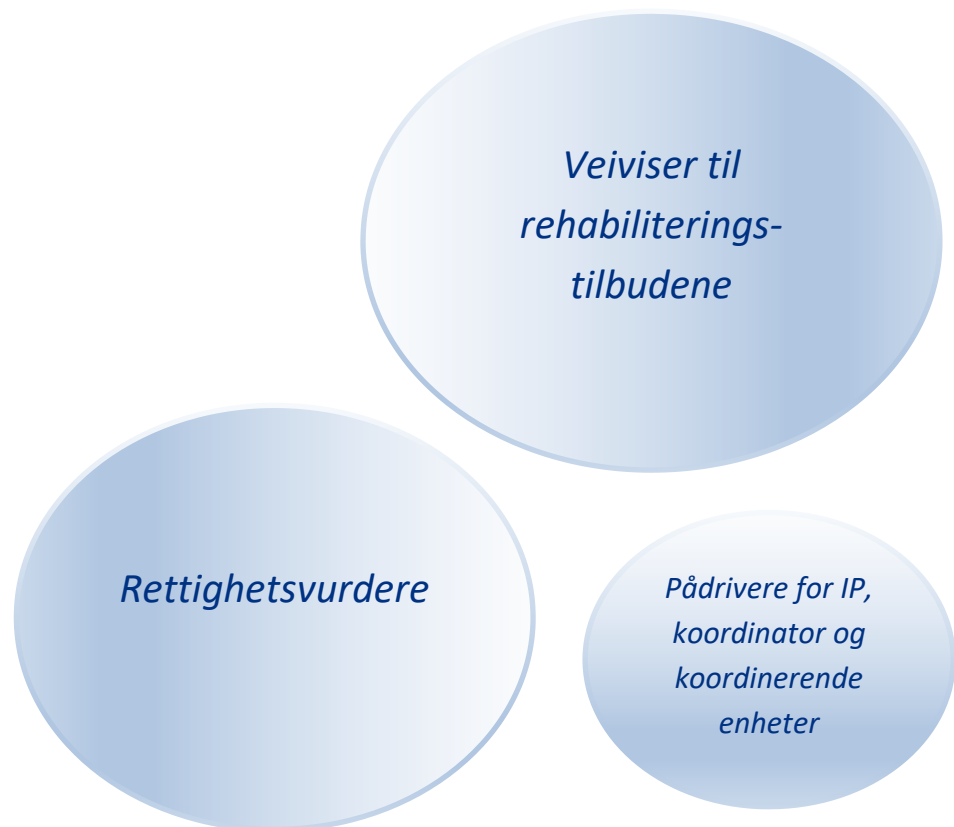 Veiviser til
rehabiliterings-
tilbudene
Rettighetsvurdere
Pådrivere for IP,
koordinator og
koordinerende
enheter